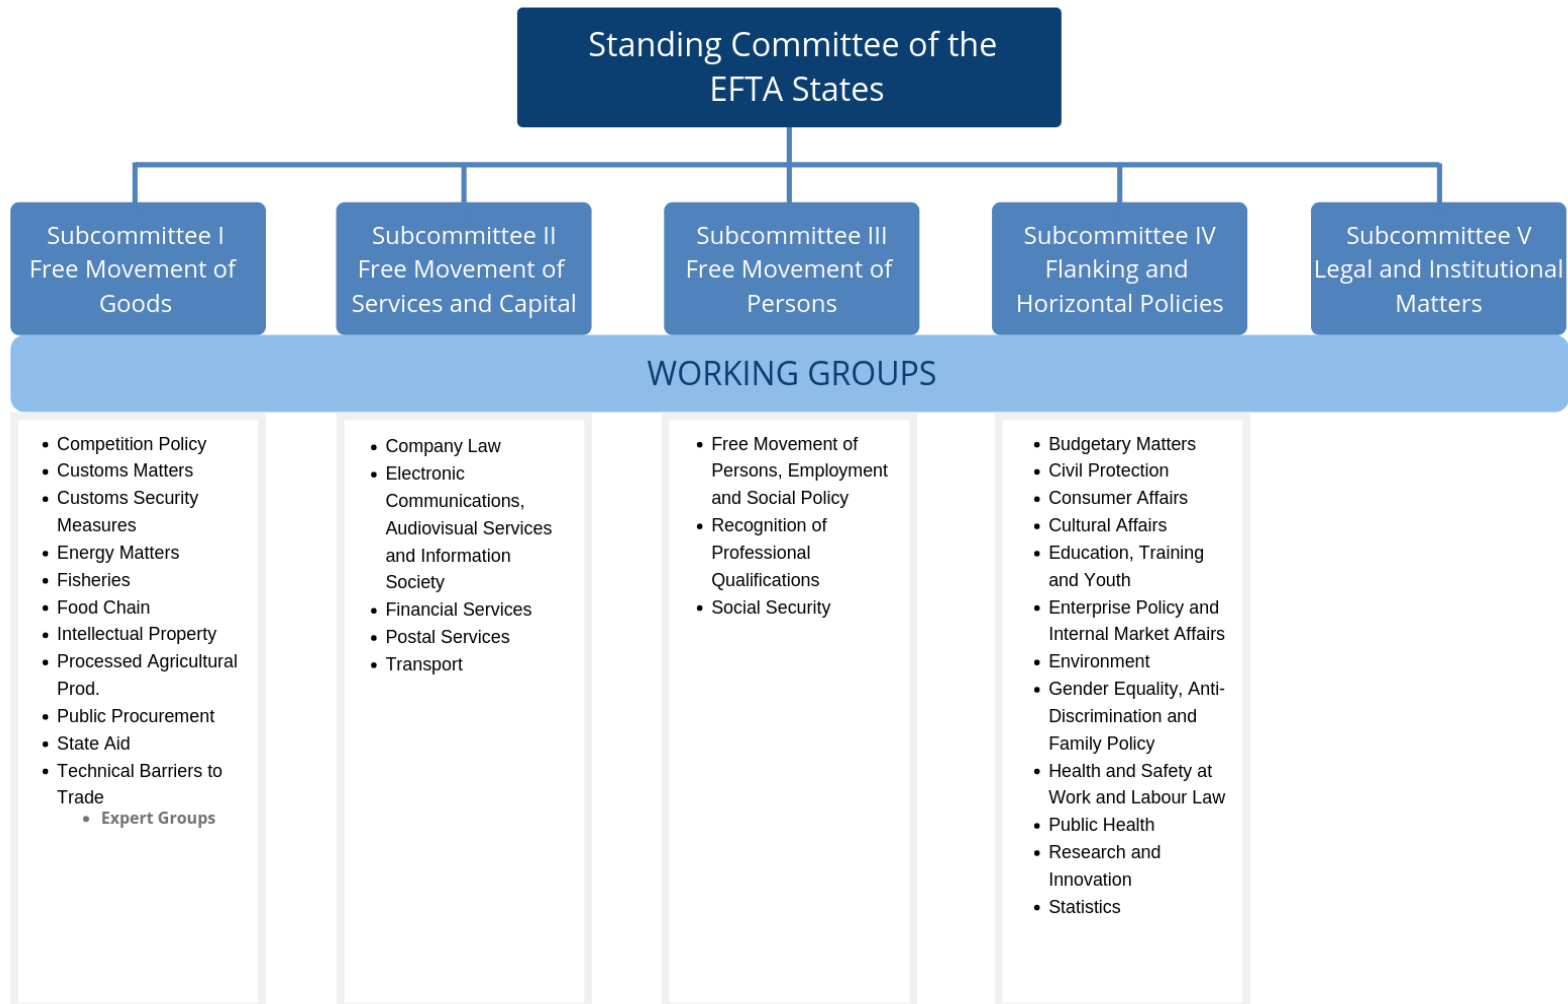 Standing Committee of the
EFTA States
Subcommittee I
Free Movement of
Goods
Subcommittee II
Free Movement of
Services and Capital
Subcommittee III
Free Movement of
Persons
Subcommittee IV
Flanking and
Horizontal Policies
Subcommittee V
Legal and Institutional
Matters
WORKING GROUPS
• Competition Policy
• Customs Matters
• Customs Security
Measures
• Energy Matters
• Fisheries
• Food Chain
• Intellectual Property
• Processed Agricultural
Prod.
• Public Procurement
• State Aid
• Technical Barriers to
Trade
• Expert Groups
• Company Law
• Electronic
Communications,
Audiovisual Services
and Information
Society
• Financial Services
• Postal Services
• Transport
• Free Movement of
Persons, Employment
and Social Policy
• Recognition of
Professional
Qualifications
• Social Security
• Budgetary Matters
• Civil Protection
• Consumer Affairs
• Cultural Affairs
• Education, Training
and Youth
• Enterprise Policy and
Internal Market Affairs
• Environment
• Gender Equality, Anti-
Discrimination and
Family Policy
• Health and Safety at
Work and Labour Law
• Public Health
• Research and
Innovation
• Statistics